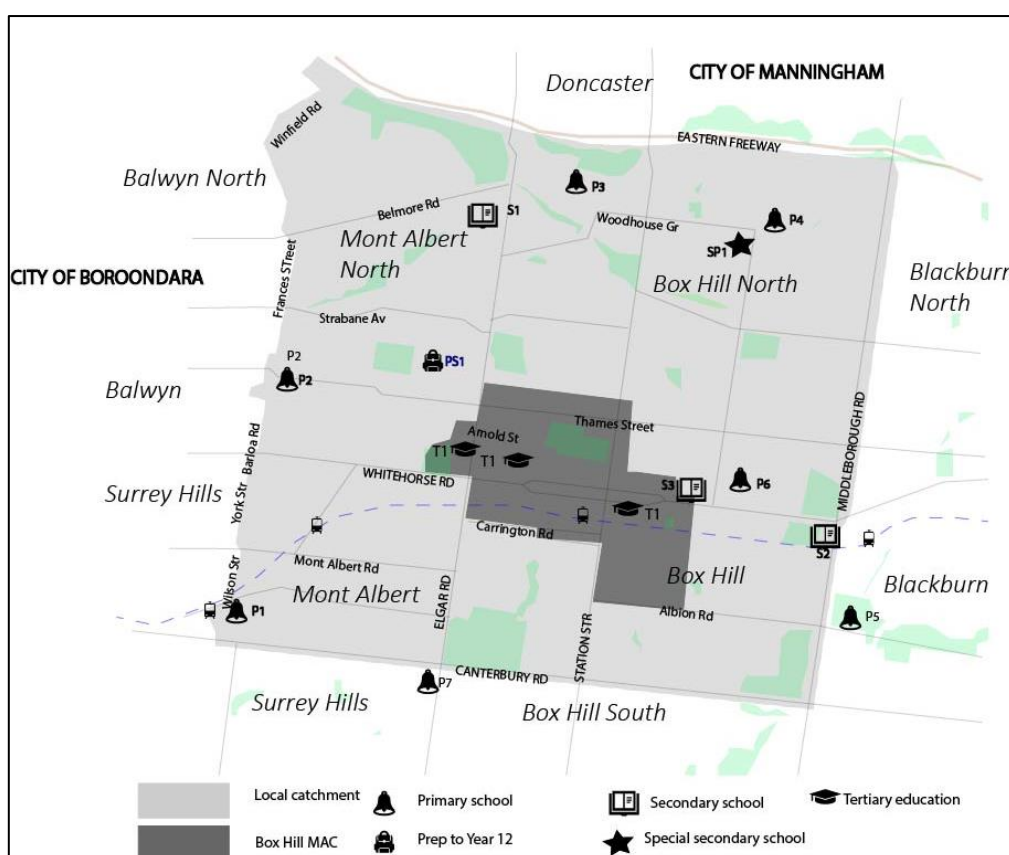 Doncaster
CITY OF MANNINGHAM
Winfield Rd
EASTERN FREEWAY
Balwyn North
P3
Belmore Rd
S1
Woodhouse Gr
P4
Mont Albert
North
SP1
CITY OF BOROONDARA
Frances STreet
Box Hill North
Blackburn
North
Strabane Av
P2
PS1
P2
Balwyn
MIDDLEBOROUGH RD
Thames Street
Arnold St
T1
T1
Barloa Rd
WHITEHORSE RD
S3
P6
Surrey Hills
York Str
T1
Carrington Rd
S2
Mont Albert Rd
Box Hill
Wilson Str
Mont Albert
ELGAR RD
Blackburn
P1
Albion Rd
P5
STATION STR
CANTERBURY RD
P7
Surrey Hills
Box Hill South
Local catchment
Primary school
Secondary school
Tertiary education
Box Hill MAC
Prep to Year 12
Special secondary school